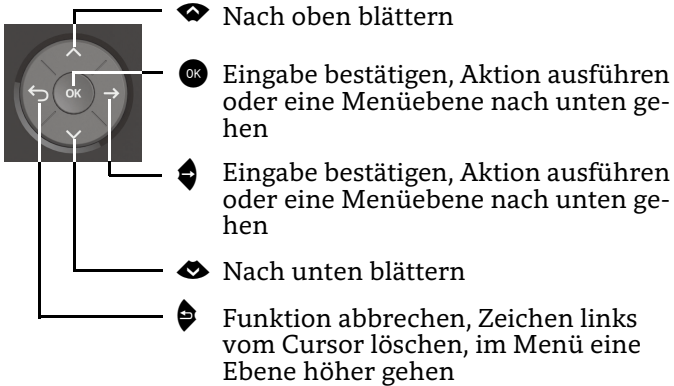 Nach oben blättern
OK
OK
Eingabe bestätigen, Aktion ausführen
oder eine Menüebene nach unten ge-
hen
Eingabe bestätigen, Aktion ausführen
oder eine Menüebene nach unten ge-
hen
Nach unten blättern
Funktion abbrechen, Zeichen links
vom Cursor löschen, im Menü eine
Ebene höher gehen